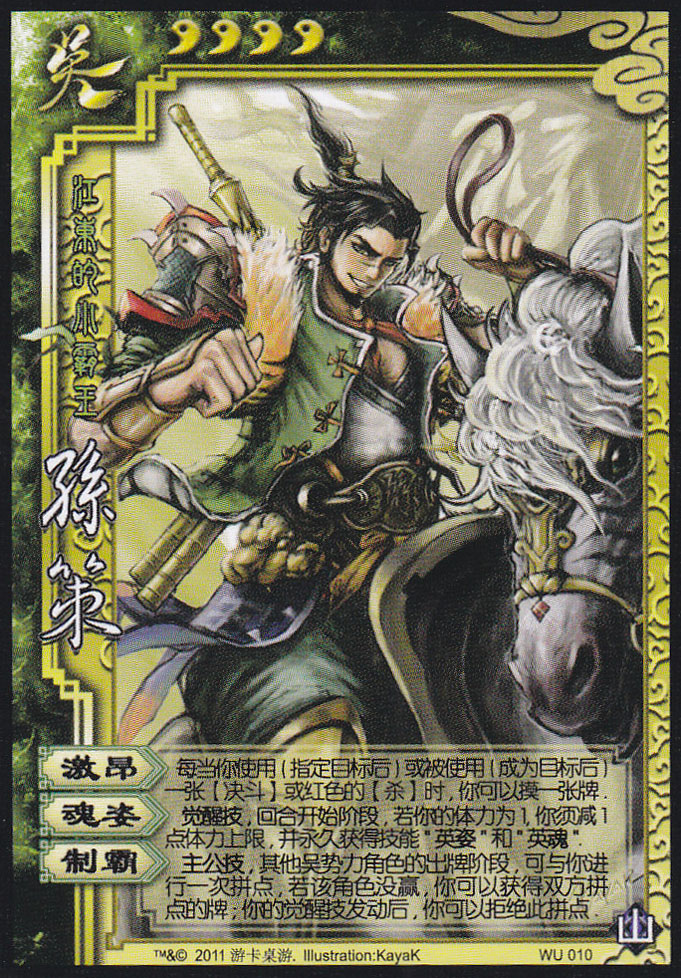 吴
江東的小霸王
孫策
激昂
魂姿
制霸
每当你使用(指定目标后)或被使用(成为目标后)
一张【决斗】或红色的【杀】时,你可以摸一张牌.
觉醒技,回合开始阶段,若你的体力为1,你须减1
点体力上限,并永久获得技能"英姿"和"英魂".
主公技,其他吴势力角色的出牌阶段,可与你进
行一次拼点,若该角色没赢,你可以获得双方拼
点的牌;你的觉醒技发动后,你可以拒绝此拼点.
山
™&© 2011 游卡桌游. Illustration:KayaK
WU 010